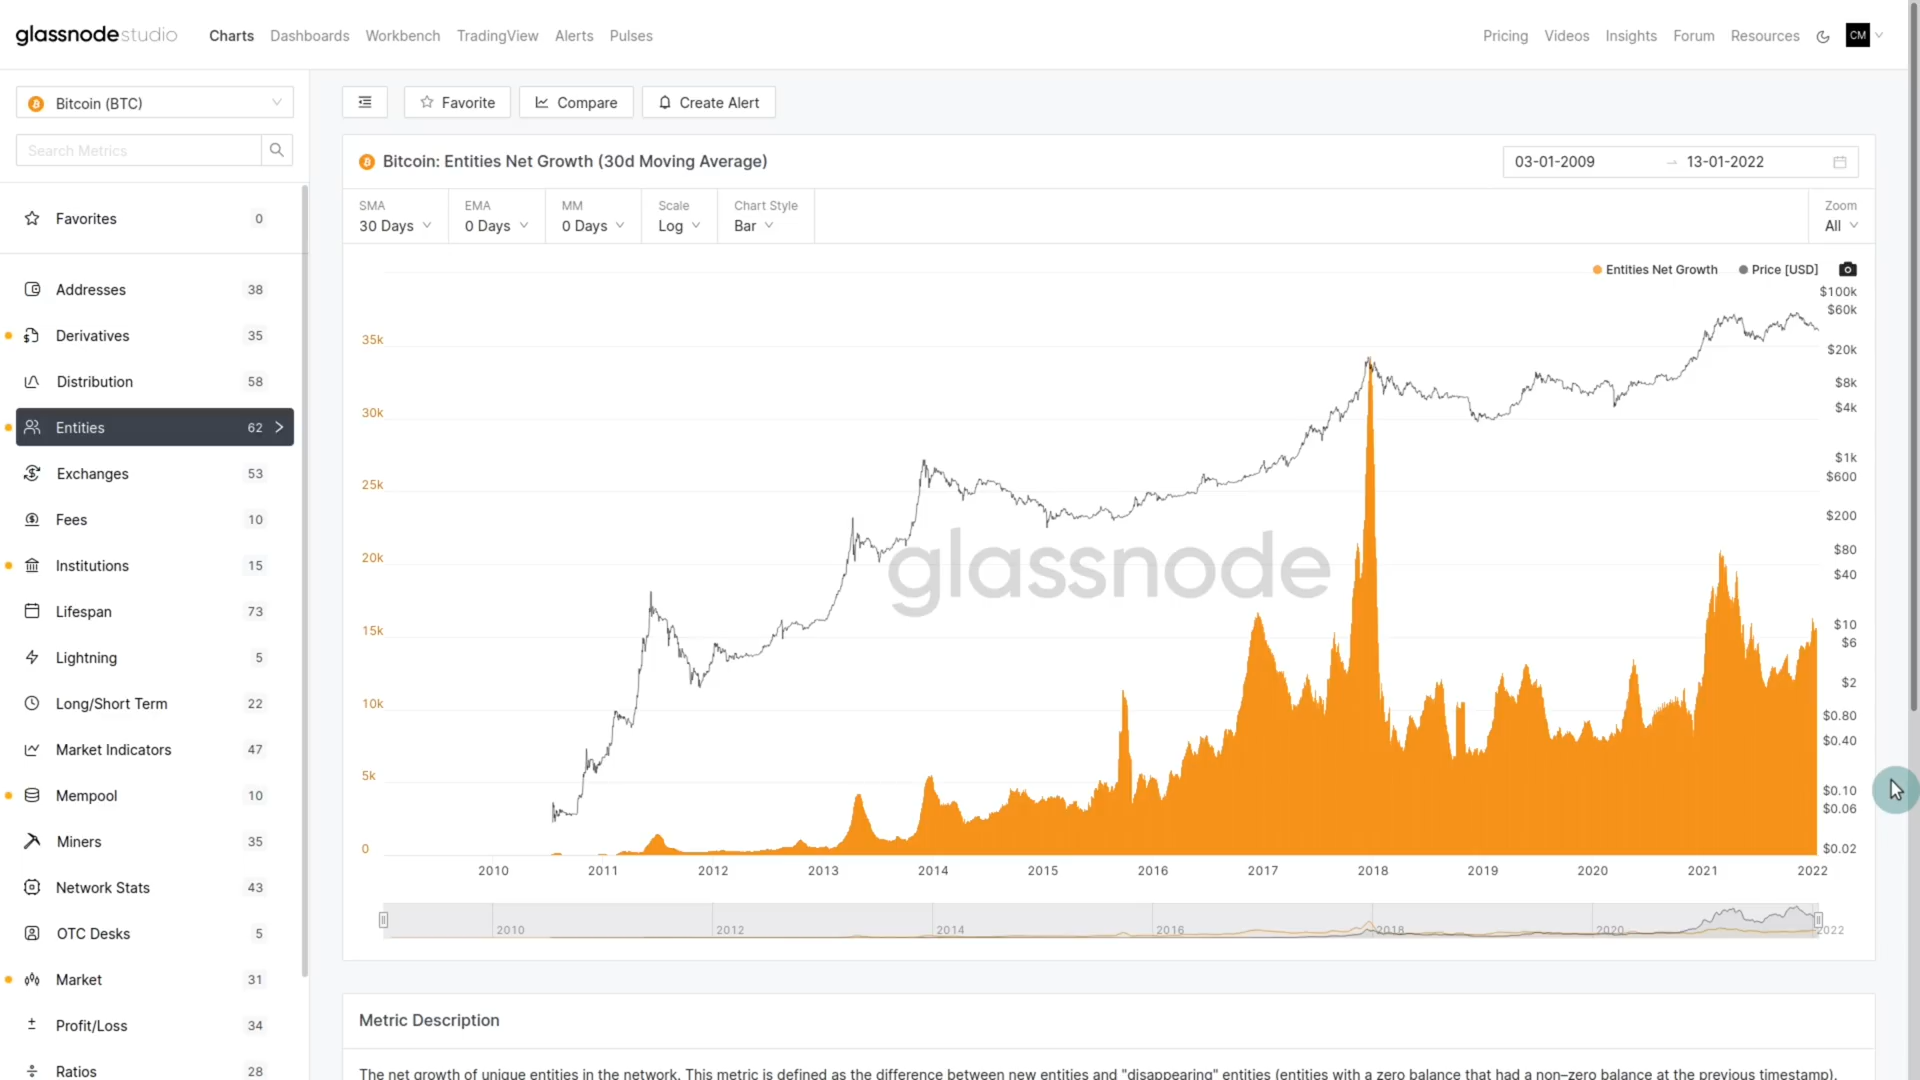 glassnodestudio Charts Dashboards Workbench TradingView Alerts Pulses Pricing Videos Insights Forum Resources CM
Bitcoin (BTC)
Search Metrics
Favorites 0
Addresses 38
Derivatives 35
Distribution 58
Entities 62
Exchanges 53
Fees 10
Institutions 15
Lifespan 73
Lightning 5
Long/Short Term 22
Market Indicators 47
Mempool 10
Miners 35
Network Stats 43
OTC Desks 5
Market 31
Profit/Loss 34
Ratios 28
Favorite Compare Create Alert
Bitcoin: Entities Net Growth (30d Moving Average) 03-01-2009 → 13-01-2022
SMA EMA MM Scale Chart Style Zoom
30 Days 0 Days 0 Days Log Bar All
Entities Net Growth Price [USD]
35k
30k
25k
20k
15k
10k
5k
0
glassnode
$100k
$60k
$20k
$8k
$4k
$1k
$600
$200
$80
$40
$10
$6
$2
$0.80
$0.40
$0.10
$0.06
$0.02
2010 2011 2012 2013 2014 2015 2016 2017 2018 2019 2020 2021 2022
2010 2012 2014 2016 2018 2020 2022
Metric Description
The net growth of unique entities in the network. This metric is defined as the difference between new entities and "disappearing" entities (entities with a zero balance that had a non-zero balance at the previous timestamp).